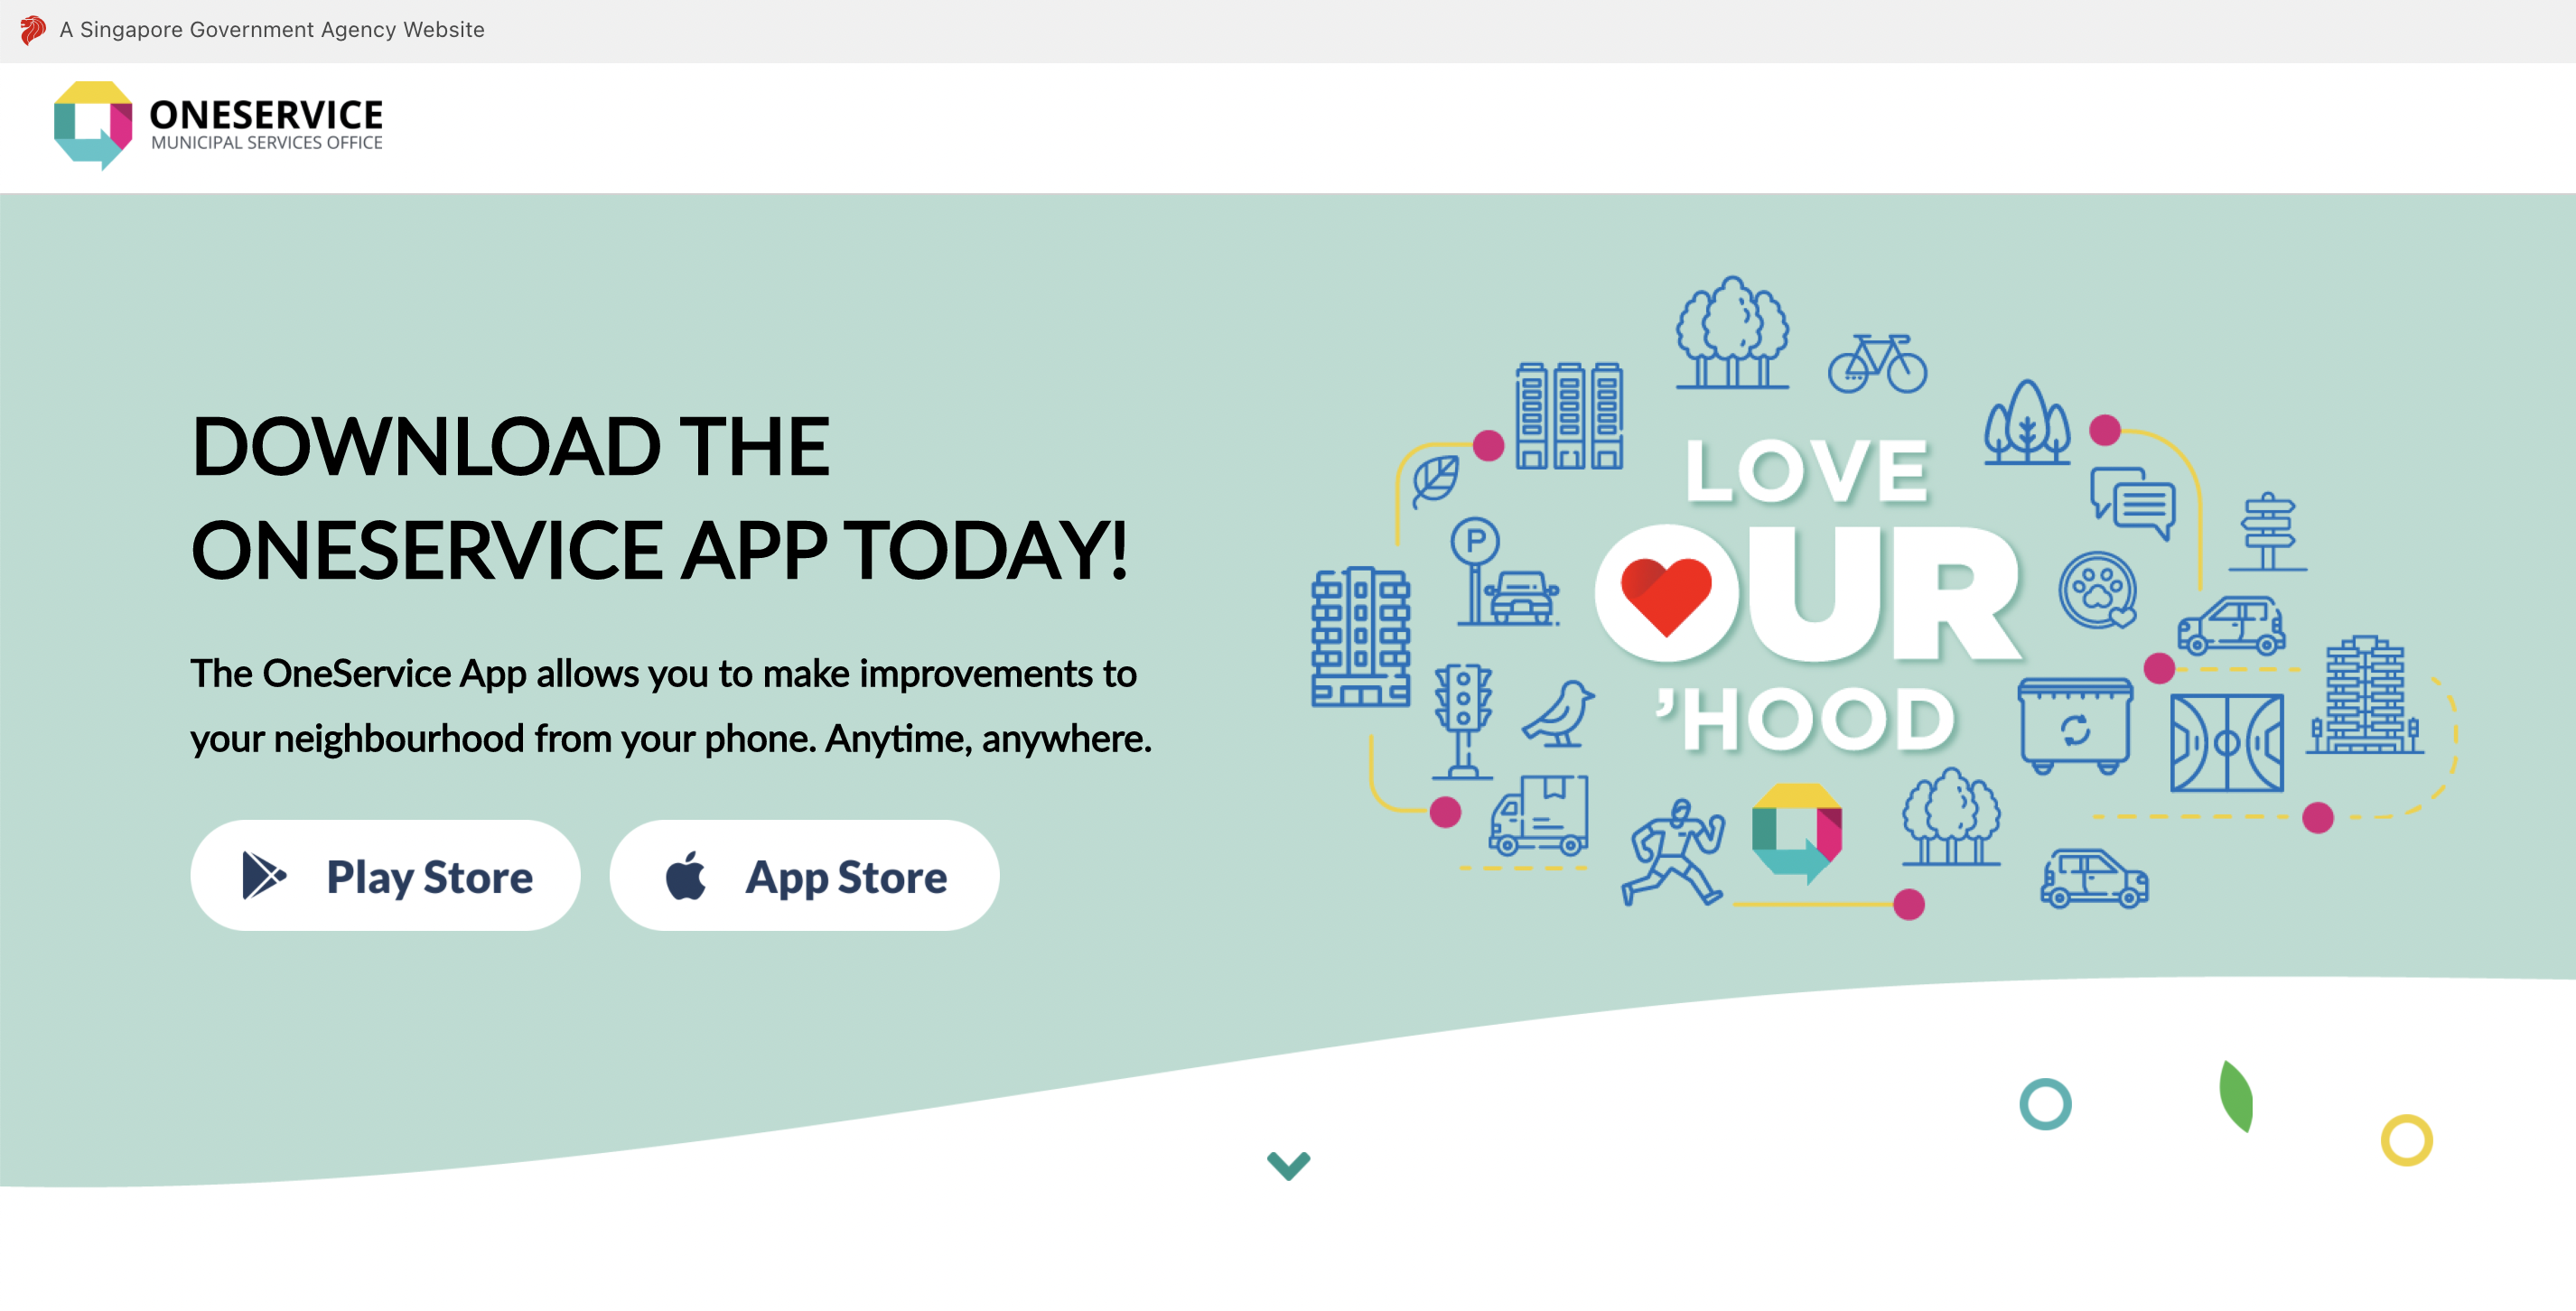 A Singapore Government Agency Website
ONESERVICE
MUNICIPAL SERVICES OFFICE
DOWNLOAD THE
ONESERVICE APP TODAY!
The OneService App allows you to make improvements to
your neighbourhood from your phone. Anytime, anywhere.
Play Store
App Store
LOVE
OUR
’HOOD
P